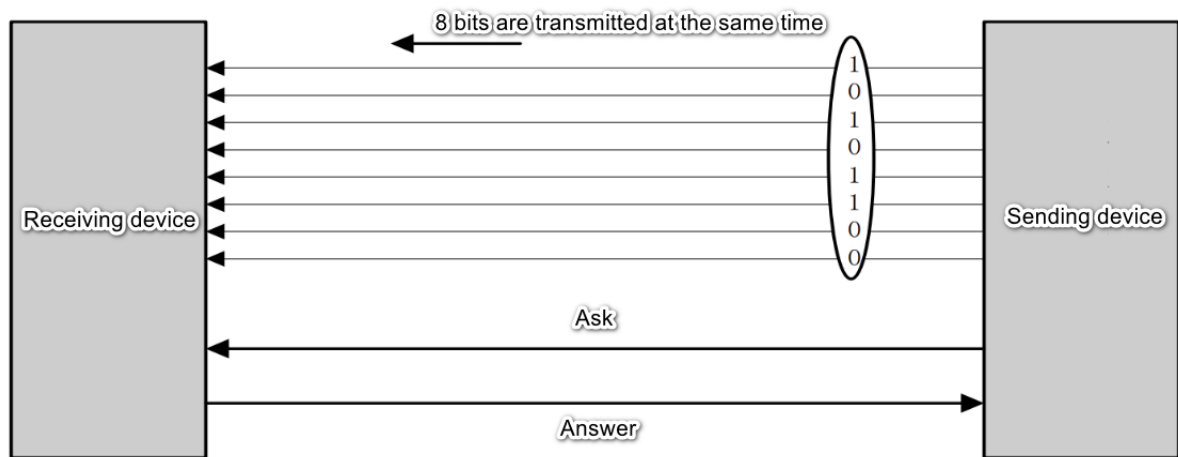 8 bits are transmitted at the same time
1
0
1
0
1
1
0
0
Receiving device
Sending device
Ask
Answer